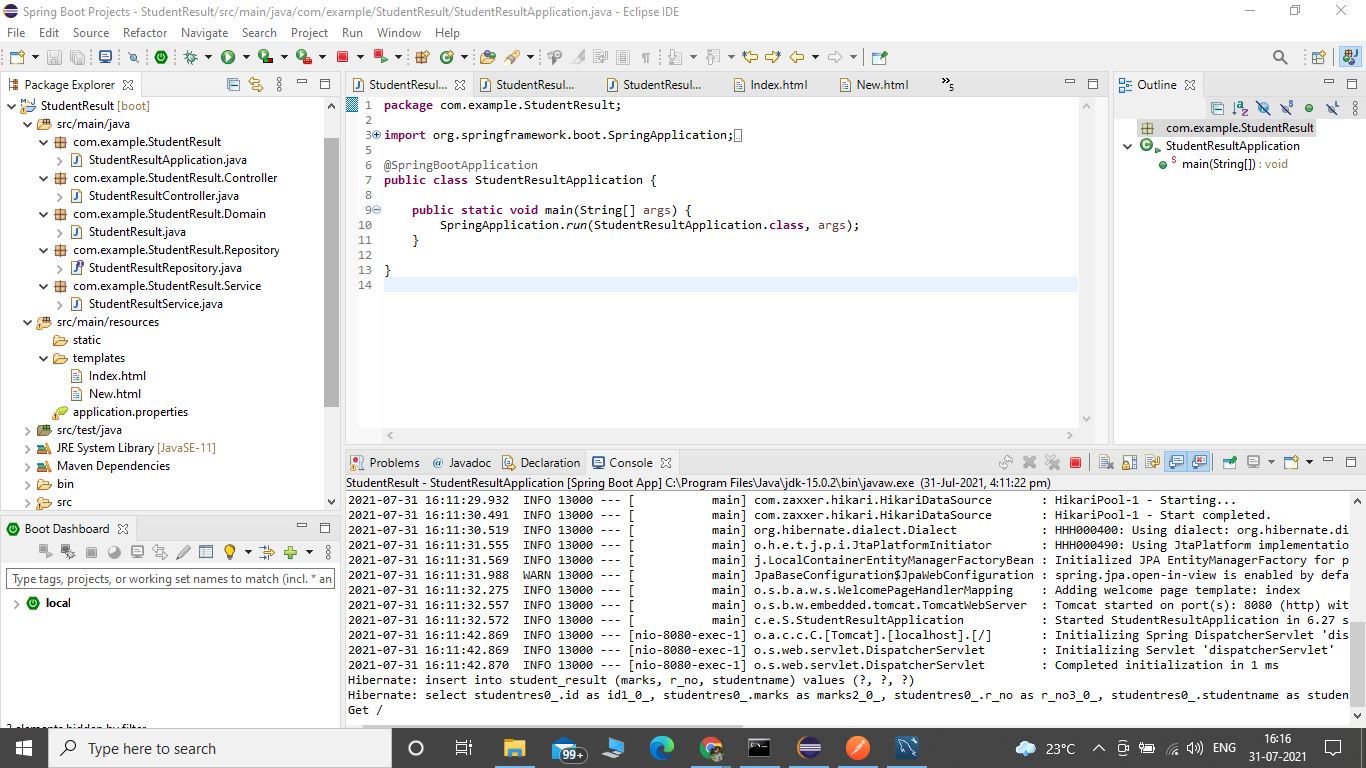 Spring Boot Projects - StudentResult/src/main/java/com/example/StudentResult/StudentResultApplication.java - Eclipse IDE
File Edit Source Refactor Navigate Search Project Run Window Help
Package Explorer
StudentResult [boot]
src/main/java
com.example.StudentResult
StudentResultApplication.java
com.example.StudentResult.Controller
StudentResultController.java
com.example.StudentResult.Domain
StudentResult.java
com.example.StudentResult.Repository
StudentResultRepository.java
com.example.StudentResult.Service
StudentResultService.java
src/main/resources
static
templates
Index.html
New.html
application.properties
src/test/java
JRE System Library [JavaSE-11]
Maven Dependencies
bin
src
Boot Dashboard
Type tags, projects, or working set names to match (incl. * an
local
StudentResul... StudentResul... StudentResul... Index.html New.html »5
1 package com.example.StudentResult;
2
3 import org.springframework.boot.SpringApplication;
5
6 @SpringBootApplication
7 public class StudentResultApplication {
8
9 public static void main(String[] args) {
10 SpringApplication.run(StudentResultApplication.class, args);
11 }
12
13 }
14
Outline
com.example.StudentResult
StudentResultApplication
main(String[]) : void
Problems @ Javadoc Declaration Console
StudentResult - StudentResultApplication [Spring Boot App] C:\Program Files\Java\jdk-15.0.2\bin\javaw.exe (31-Jul-2021, 4:11:22 pm)
2021-07-31 16:11:29.932 INFO 13000 --- [ main] com.zaxxer.hikari.HikariDataSource : HikariPool-1 - Starting...
2021-07-31 16:11:30.491 INFO 13000 --- [ main] com.zaxxer.hikari.HikariDataSource : HikariPool-1 - Start completed.
2021-07-31 16:11:30.519 INFO 13000 --- [ main] org.hibernate.dialect.Dialect : HHH000400: Using dialect: org.hibernate.di
2021-07-31 16:11:31.555 INFO 13000 --- [ main] o.h.e.t.j.p.i.JtaPlatformInitiator : HHH000490: Using JtaPlatform implementatio
2021-07-31 16:11:31.569 INFO 13000 --- [ main] j.LocalContainerEntityManagerFactoryBean : Initialized JPA EntityManagerFactory for p
2021-07-31 16:11:31.988 WARN 13000 --- [ main] JpaBaseConfiguration$JpaWebConfiguration : spring.jpa.open-in-view is enabled by defa
2021-07-31 16:11:32.275 INFO 13000 --- [ main] o.s.b.a.w.s.WelcomePageHandlerMapping : Adding welcome page template: index
2021-07-31 16:11:32.557 INFO 13000 --- [ main] o.s.b.w.embedded.tomcat.TomcatWebServer : Tomcat started on port(s): 8080 (http) wit
2021-07-31 16:11:32.572 INFO 13000 --- [ main] c.e.S.StudentResultApplication : Started StudentResultApplication in 6.27 s
2021-07-31 16:11:42.869 INFO 13000 --- [nio-8080-exec-1] o.a.c.c.C.[Tomcat].[localhost].[/] : Initializing Spring DispatcherServlet 'dis
2021-07-31 16:11:42.869 INFO 13000 --- [nio-8080-exec-1] o.s.web.servlet.DispatcherServlet : Initializing Servlet 'dispatcherServlet'
2021-07-31 16:11:42.870 INFO 13000 --- [nio-8080-exec-1] o.s.web.servlet.DispatcherServlet : Completed initialization in 1 ms
Hibernate: insert into student_result (marks, r_no, studentname) values (?, ?, ?)
Hibernate: select studentres0_.id as id1_0_, studentres0_.marks as marks2_0_, studentres0_.r_no as r_no3_0_, studentres0_.studentname as studen
Get /
Type here to search
99+
23°C
ENG
16:16
31-07-2021